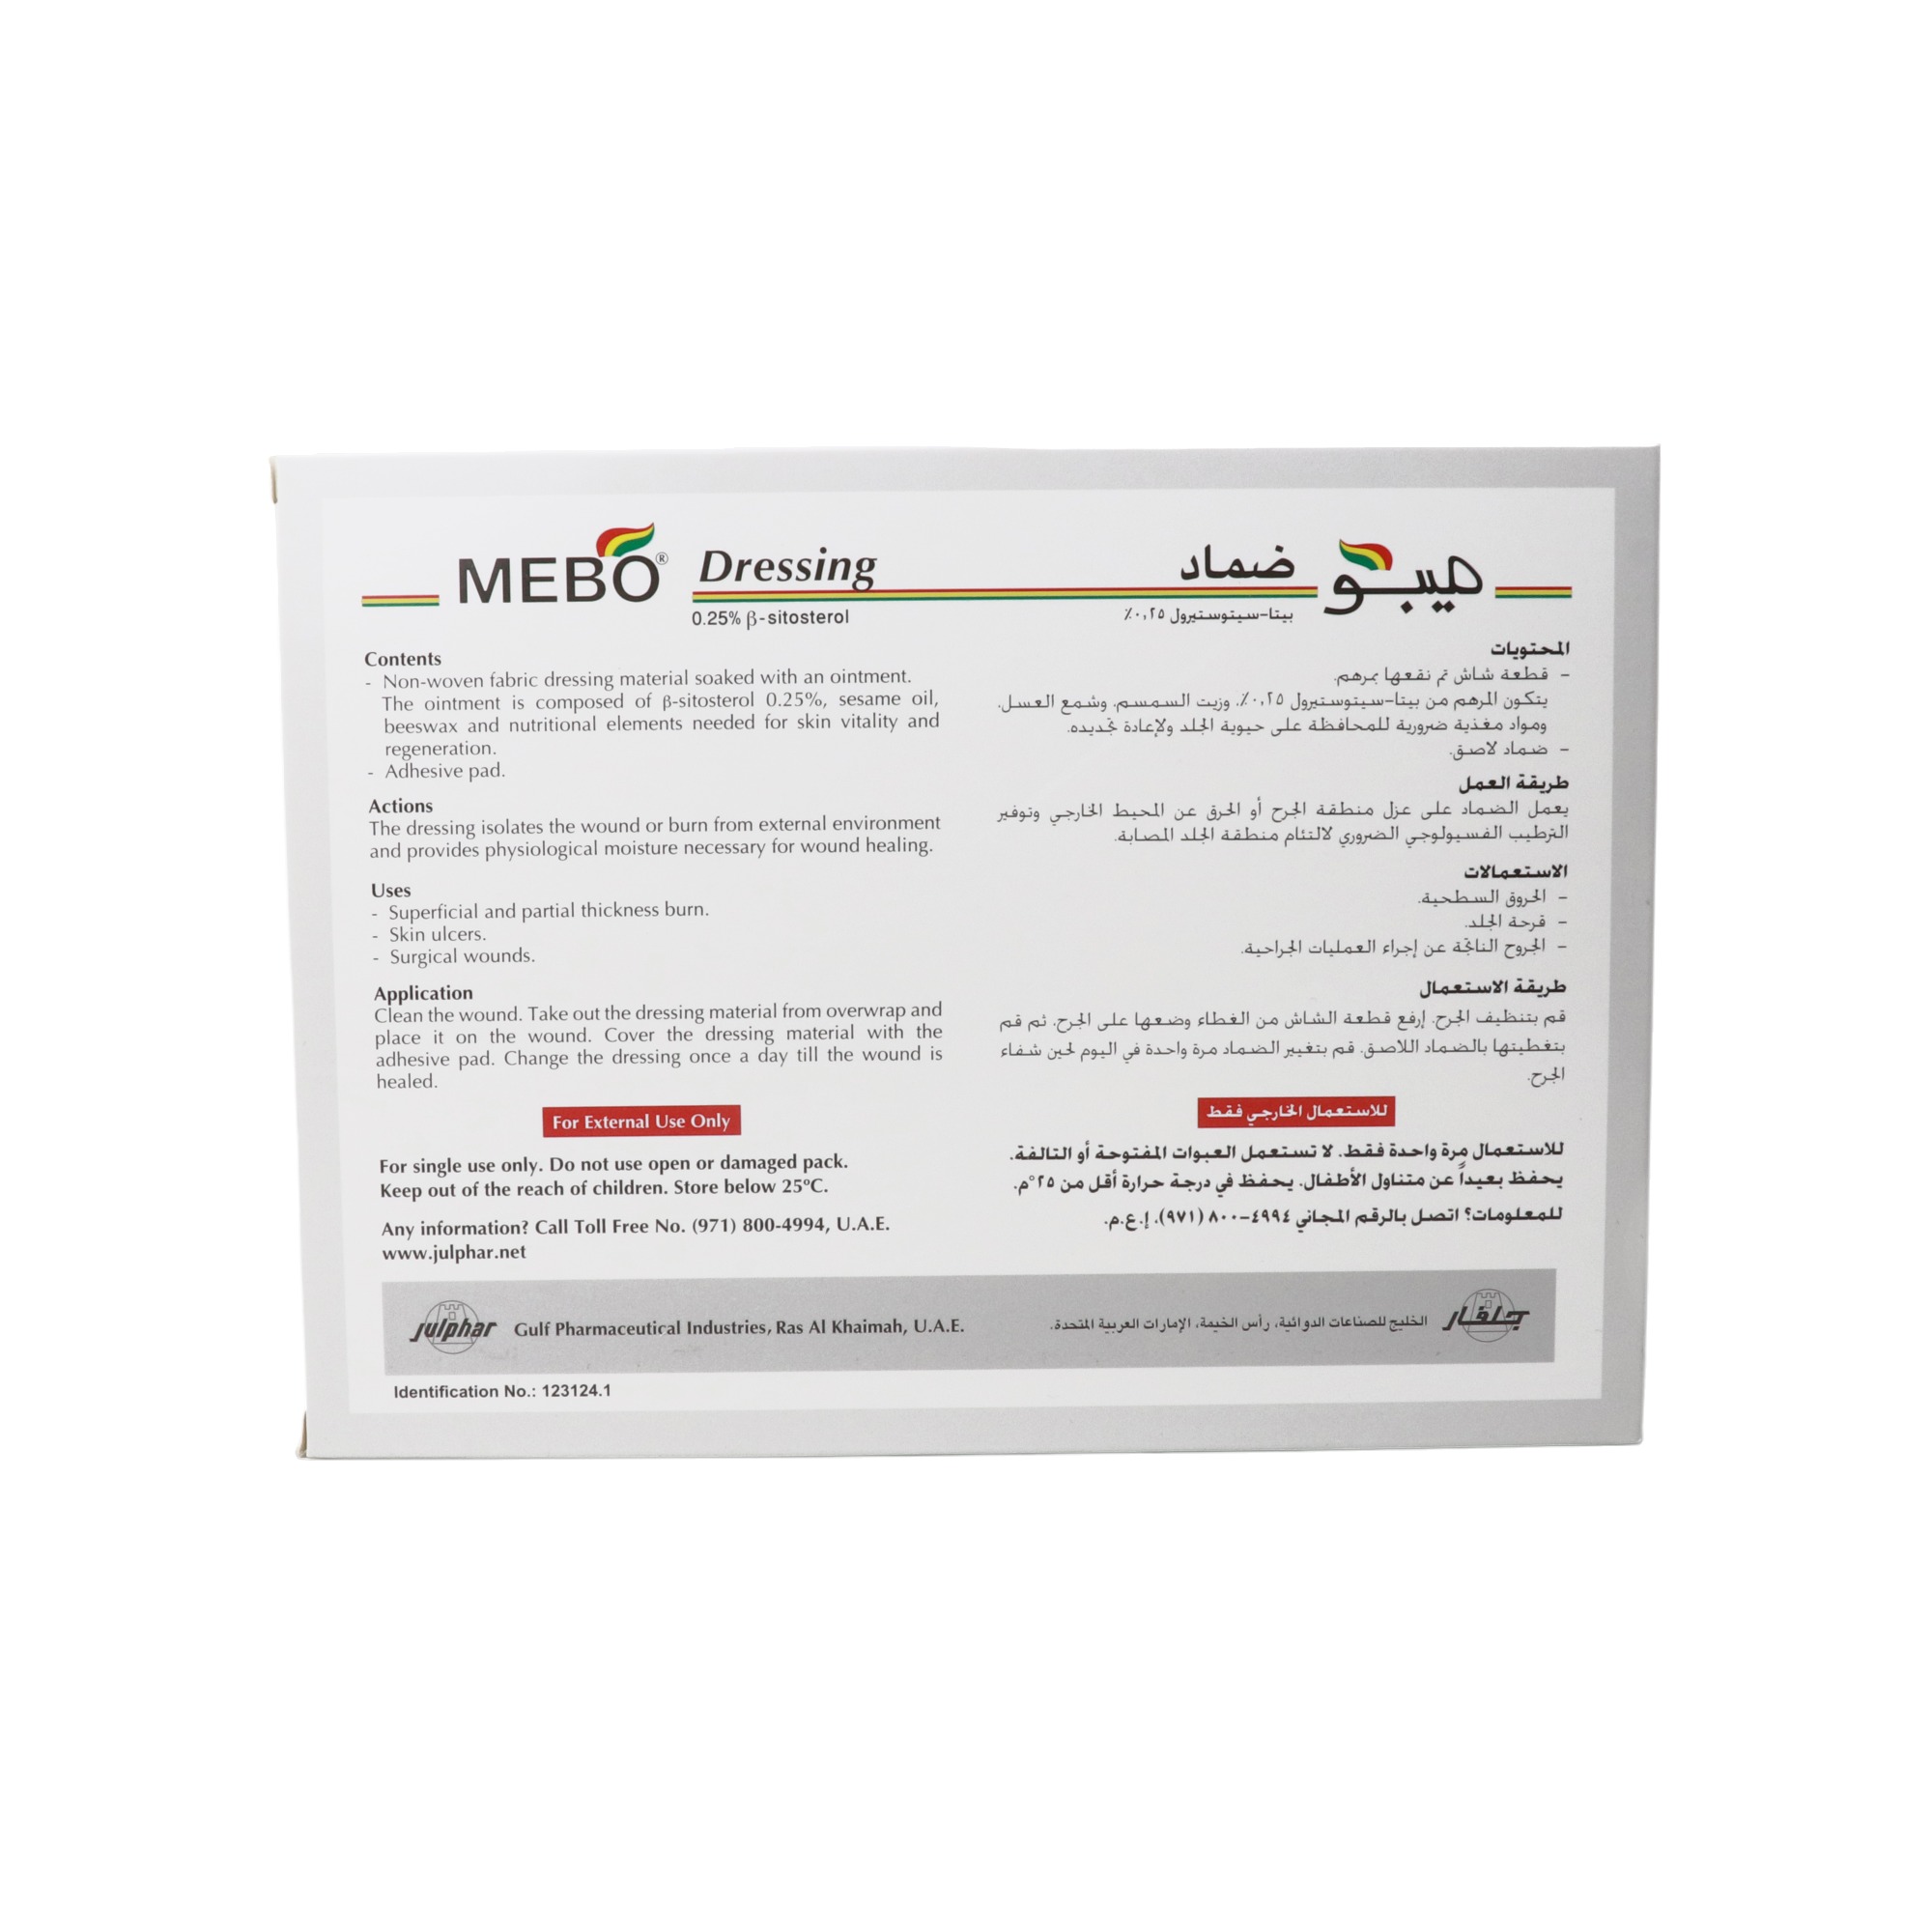 MEBO® Dressing
0.25% β-sitosterol
Contents
- Non-woven fabric dressing material soaked with an ointment.
The ointment is composed of β-sitosterol 0.25%, sesame oil,
beeswax and nutritional elements needed for skin vitality and
regeneration.
- Adhesive pad.
Actions
The dressing isolates the wound or burn from external environment
and provides physiological moisture necessary for wound healing.
Uses
- Superficial and partial thickness burn.
- Skin ulcers.
- Surgical wounds.
Application
Clean the wound. Take out the dressing material from overwrap and
place it on the wound. Cover the dressing material with the
adhesive pad. Change the dressing once a day till the wound is
healed.
For External Use Only
For single use only. Do not use open or damaged pack.
Keep out of the reach of children. Store below 25ºC.
Any information? Call Toll Free No. (971) 800-4994, U.A.E.
www.julphar.net
ميبو ضماد
بيتا-سيتوستيرول ٠,٢٥٪
المحتويات
- قطعة شاش تم نقعها بمرهم.
يتكون المرهم من بيتا-سيتوستيرول ٠,٢٥٪، وزيت السمسم، وشمع العسل،
ومواد مغذية ضرورية للمحافظة على حيوية الجلد ولإعادة تجديده.
- ضماد لاصق.
طريقة العمل
يعمل الضماد على عزل منطقة الجرح أو الحرق عن المحيط الخارجي وتوفير
الترطيب الفسيولوجي الضروري لالتئام منطقة الجلد المصابة.
الاستعمالات
- الحروق السطحية.
- قرحة الجلد.
- الجروح الناتجة عن إجراء العمليات الجراحية.
طريقة الاستعمال
قم بتنظيف الجرح. إرفع قطعة الشاش من الغطاء وضعها على الجرح. ثم قم
بتغطيتها بالضماد اللاصق. قم بتغيير الضماد مرة واحدة في اليوم لحين شفاء
الجرح.
للاستعمال الخارجي فقط
للاستعمال مرة واحدة فقط. لا تستعمل العبوات المفتوحة أو التالفة.
يحفظ بعيداً عن متناول الأطفال. يحفظ في درجة حرارة أقل من ٢٥°م.
للمعلومات؟ اتصل بالرقم المجاني ٤٩٩٤-٨٠٠ (٩٧١)، إ.ع.م.
julphar Gulf Pharmaceutical Industries, Ras Al Khaimah, U.A.E.
جلفار الخليج للصناعات الدوائية، رأس الخيمة، الإمارات العربية المتحدة.
Identification No.: 123124.1